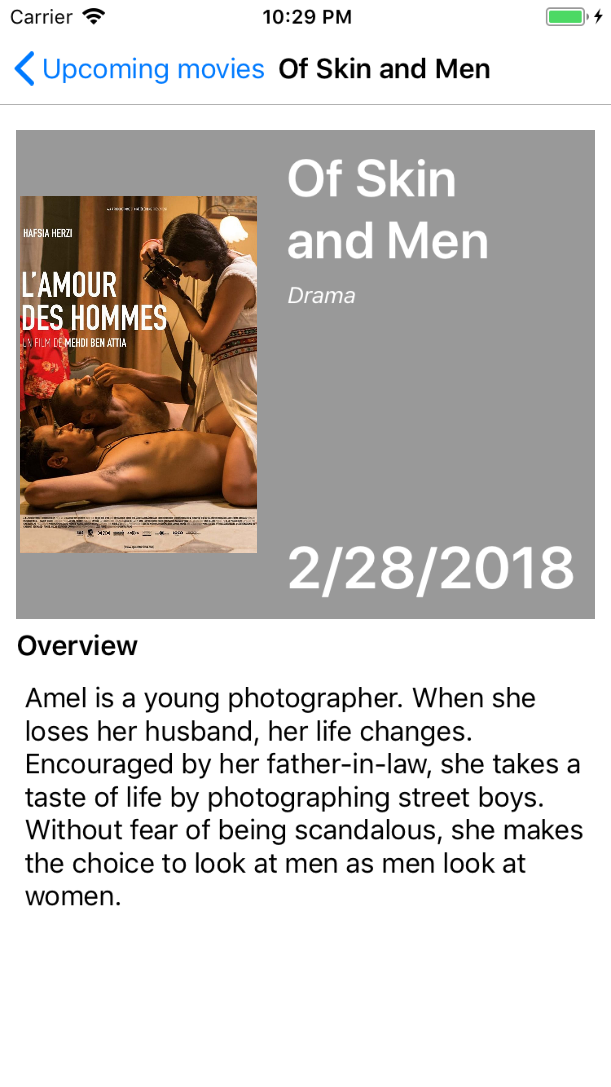 Carrier 10:29 PM
Upcoming movies Of Skin and Men
Of Skin
and Men
Drama
HAFSIA HERZI
L'AMOUR
DES HOMMES
UN FILM DE MEHDI BEN ATTIA
2/28/2018
Overview
Amel is a young photographer. When she
loses her husband, her life changes.
Encouraged by her father-in-law, she takes a
taste of life by photographing street boys.
Without fear of being scandalous, she makes
the choice to look at men as men look at
women.